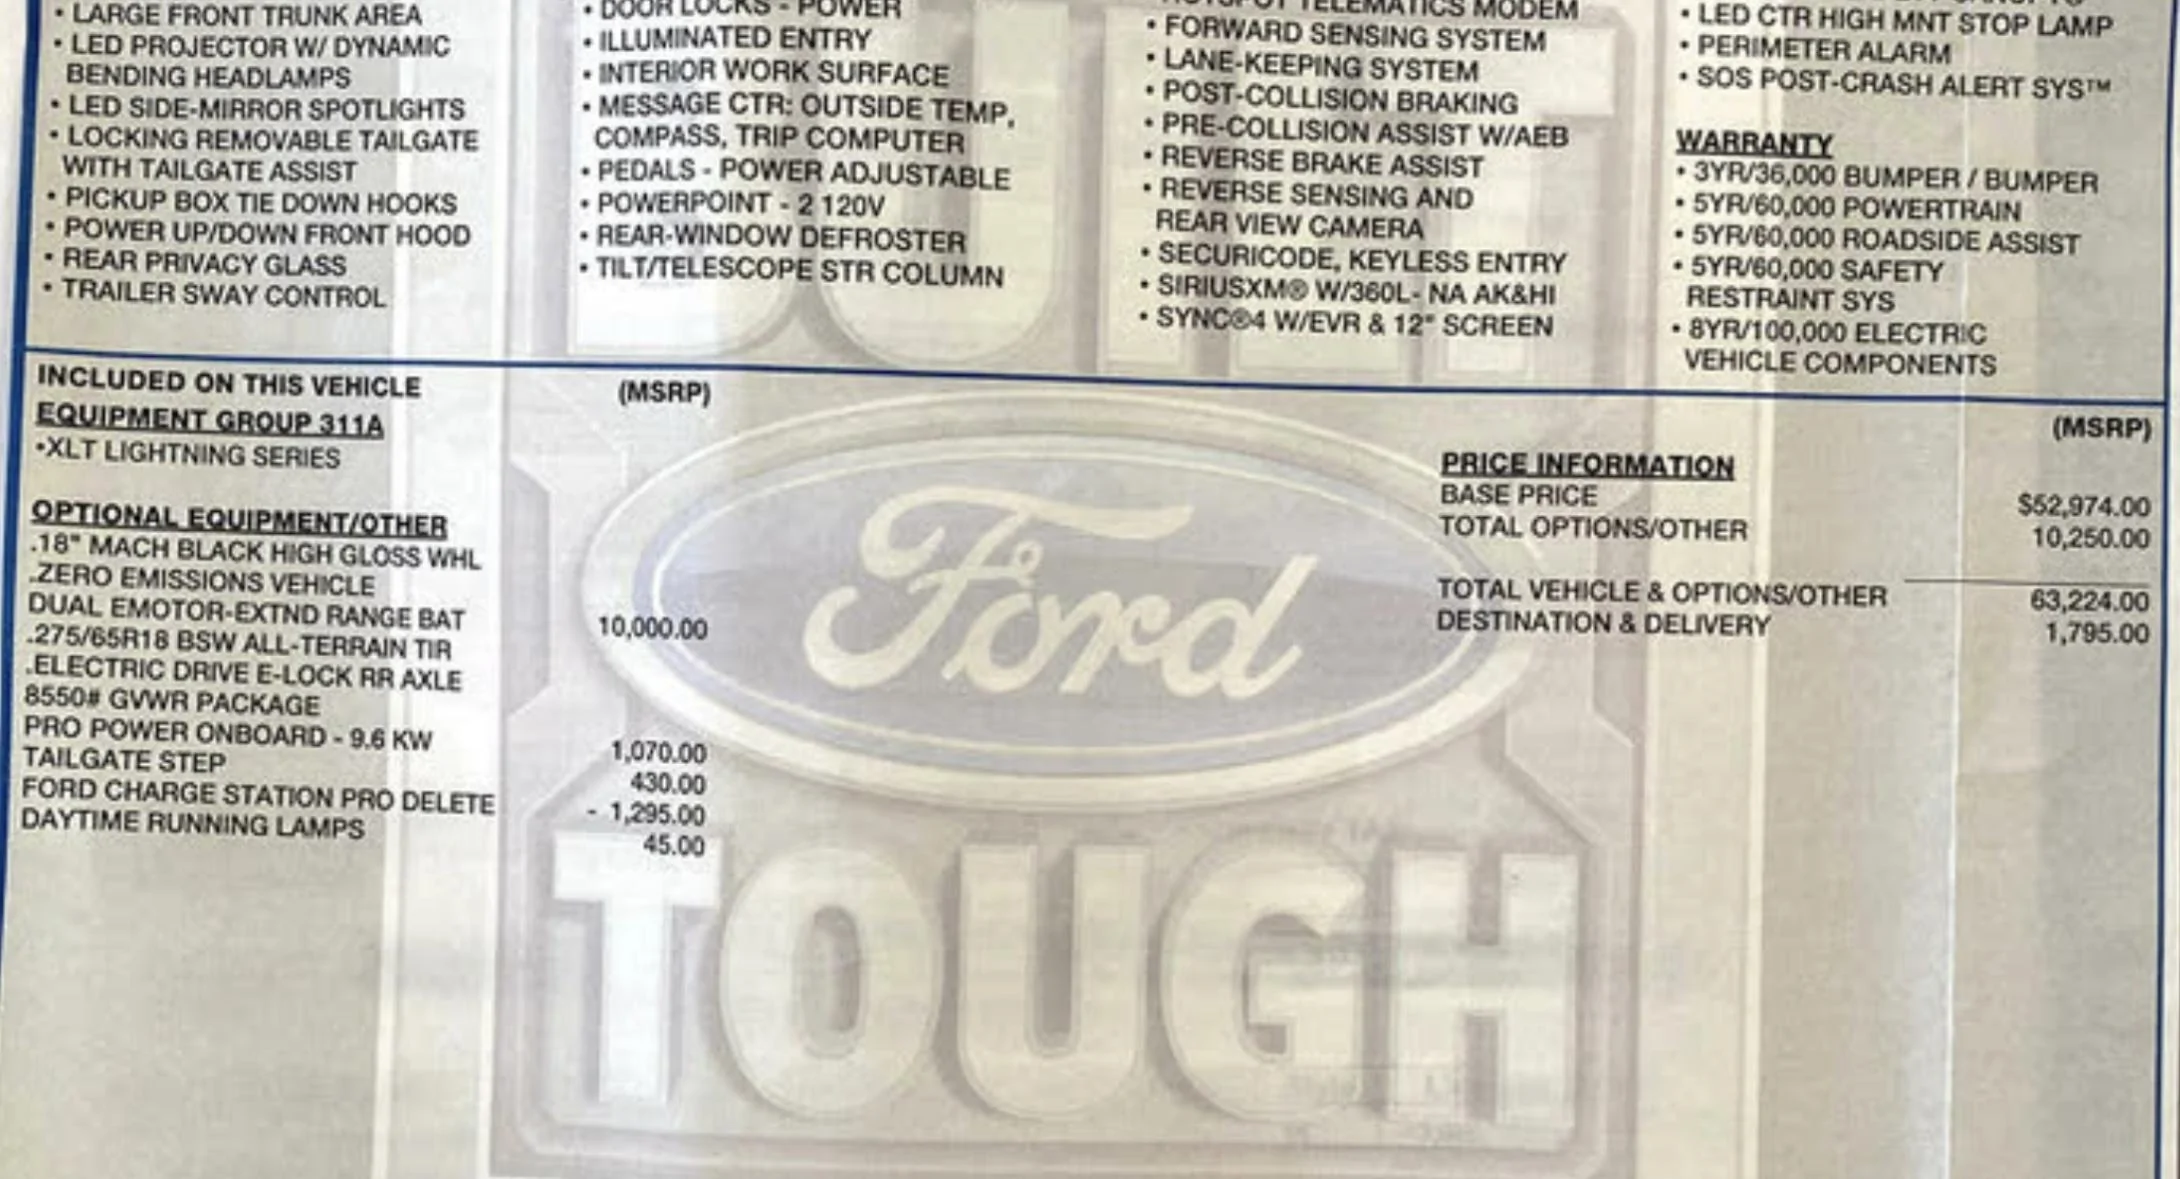 • LARGE FRONT TRUNK AREA
• LED PROJECTOR W/ DYNAMIC
BENDING HEADLAMPS
• LED SIDE-MIRROR SPOTLIGHTS
• LOCKING REMOVABLE TAILGATE
WITH TAILGATE ASSIST
• PICKUP BOX TIE DOWN HOOKS
• POWER UP/DOWN FRONT HOOD
• REAR PRIVACY GLASS
• TRAILER SWAY CONTROL
• DOOR LOCKS - POWER
• ILLUMINATED ENTRY
• INTERIOR WORK SURFACE
• MESSAGE CTR: OUTSIDE TEMP,
COMPASS, TRIP COMPUTER
• PEDALS - POWER ADJUSTABLE
• POWERPOINT - 2 120V
• REAR-WINDOW DEFROSTER
• TILT/TELESCOPE STR COLUMN
HOTSPOT TELEMATICS MODEM
• FORWARD SENSING SYSTEM
• LANE-KEEPING SYSTEM
• POST-COLLISION BRAKING
• PRE-COLLISION ASSIST W/AEB
• REVERSE BRAKE ASSIST
• REVERSE SENSING AND
REAR VIEW CAMERA
• SECURICODE, KEYLESS ENTRY
• SIRIUSXM® W/360L- NA AK&HI
• SYNC®4 W/EVR & 12" SCREEN
• LED CTR HIGH MNT STOP LAMP
• PERIMETER ALARM
• SOS POST-CRASH ALERT SYS™
WARRANTY
• 3YR/36,000 BUMPER / BUMPER
• 5YR/60,000 POWERTRAIN
• 5YR/60,000 ROADSIDE ASSIST
• 5YR/60,000 SAFETY
RESTRAINT SYS
• 8YR/100,000 ELECTRIC
VEHICLE COMPONENTS
INCLUDED ON THIS VEHICLE (MSRP)
EQUIPMENT GROUP 311A
•XLT LIGHTNING SERIES
OPTIONAL EQUIPMENT/OTHER
.18" MACH BLACK HIGH GLOSS WHL
.ZERO EMISSIONS VEHICLE
DUAL EMOTOR-EXTND RANGE BAT 10,000.00
.275/65R18 BSW ALL-TERRAIN TIR
.ELECTRIC DRIVE E-LOCK RR AXLE
8550# GVWR PACKAGE
PRO POWER ONBOARD - 9.6 KW 1,070.00
TAILGATE STEP 430.00
FORD CHARGE STATION PRO DELETE - 1,295.00
DAYTIME RUNNING LAMPS 45.00
(MSRP)
PRICE INFORMATION
BASE PRICE $52,974.00
TOTAL OPTIONS/OTHER 10,250.00
TOTAL VEHICLE & OPTIONS/OTHER 63,224.00
DESTINATION & DELIVERY 1,795.00
BUILT
Ford
TOUGH